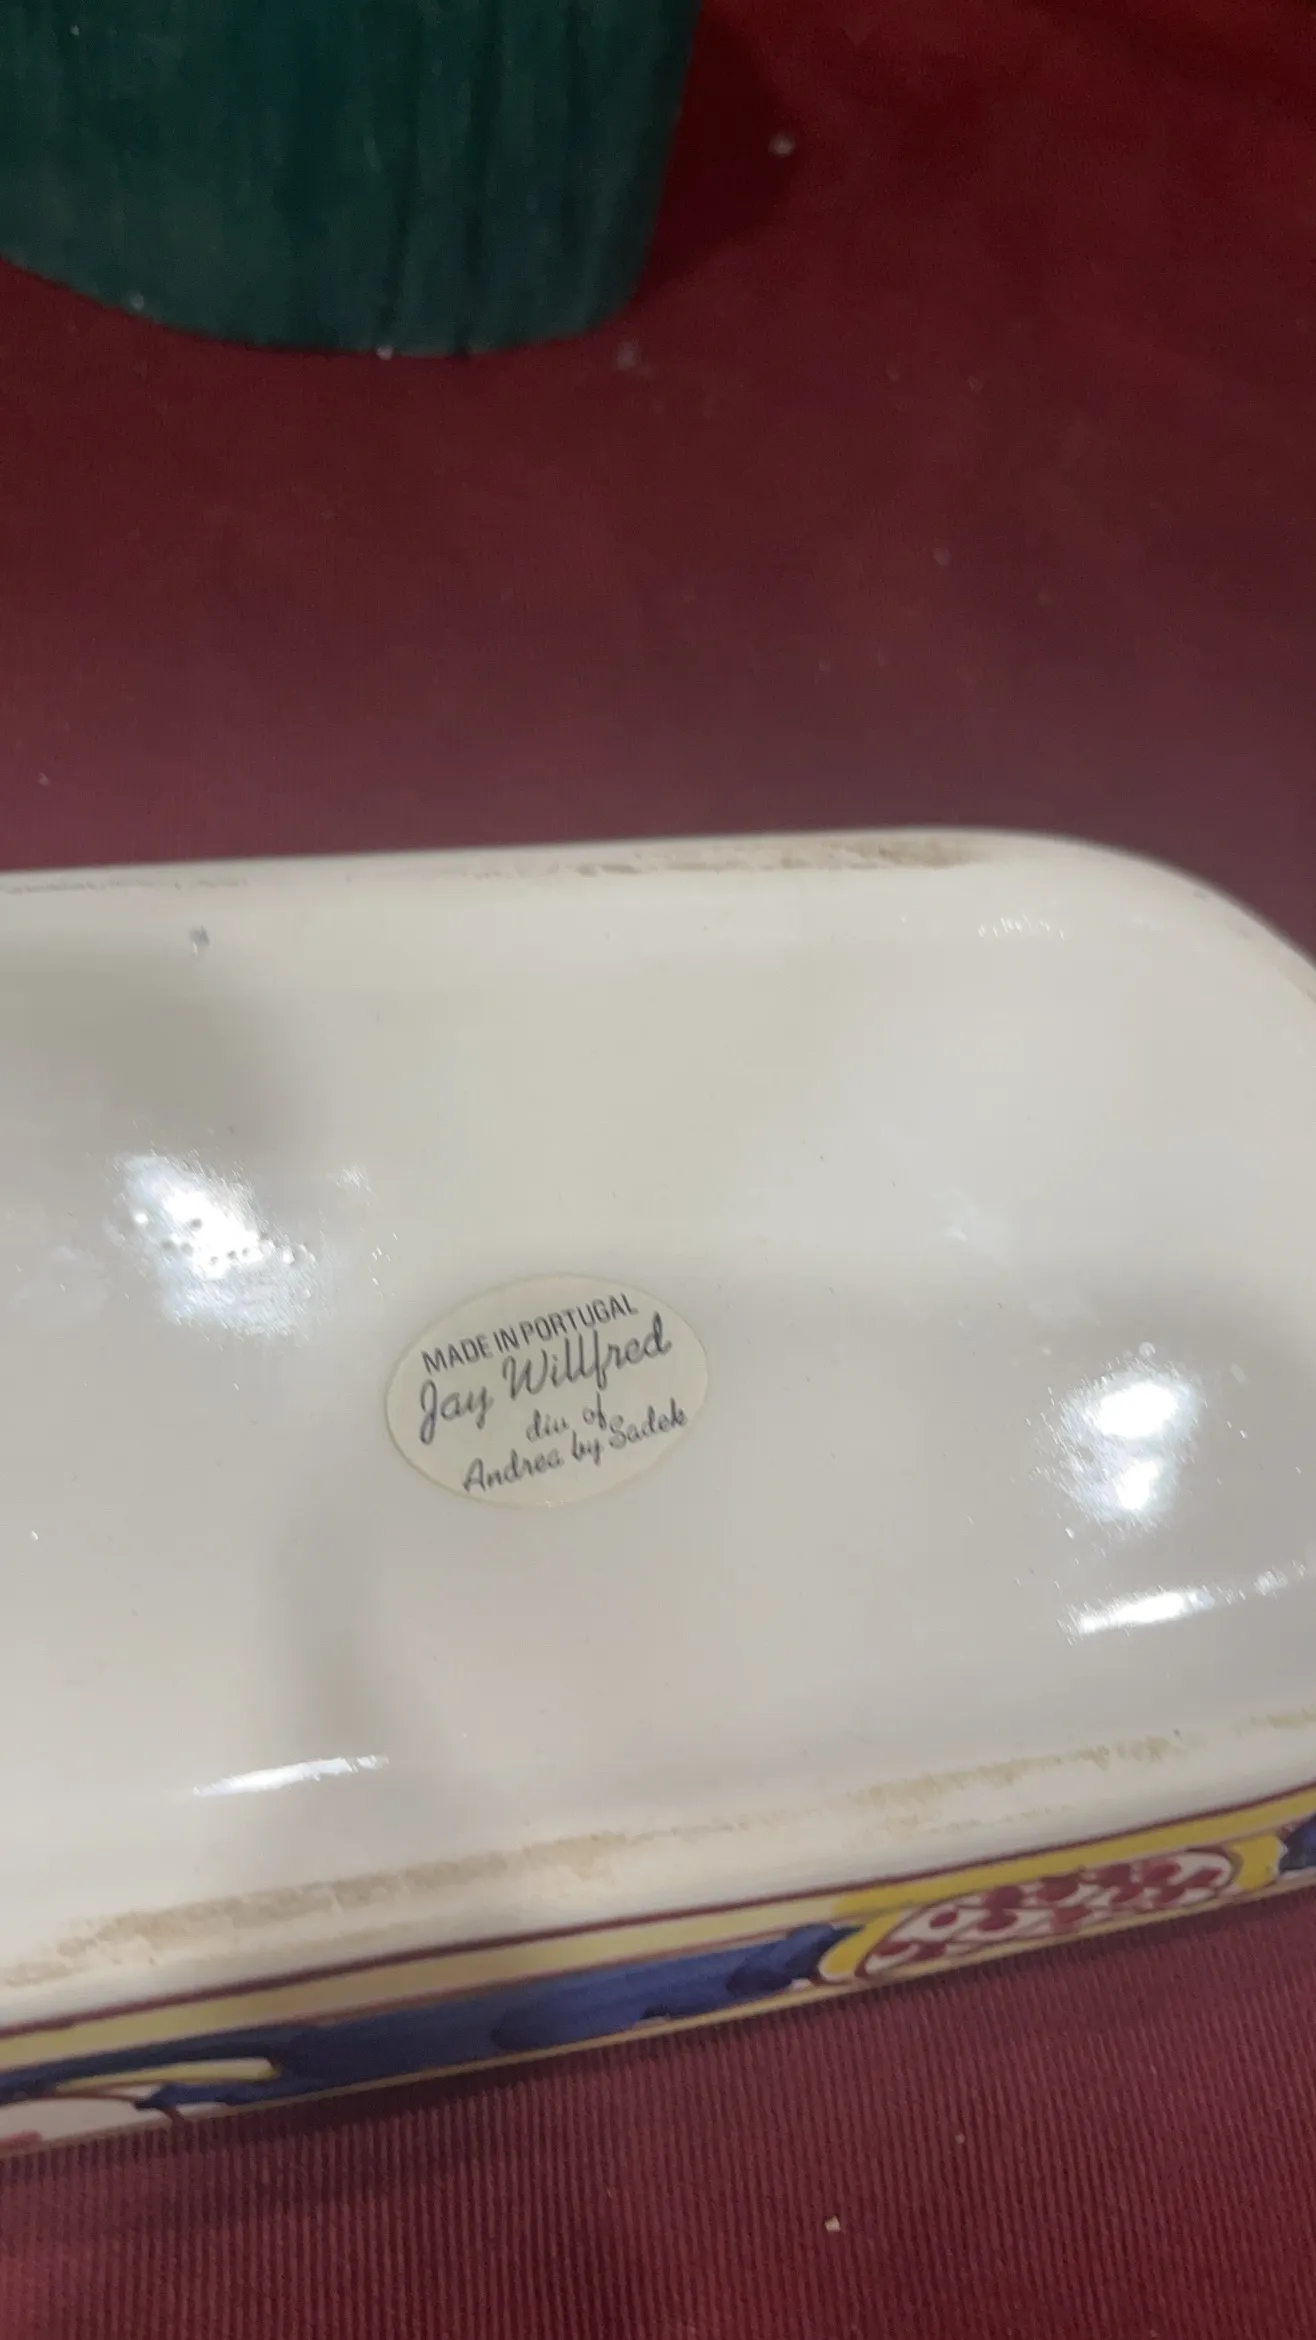 MADE IN PORTUGAL
Jay Willfred
div of
Andrea by Sadek